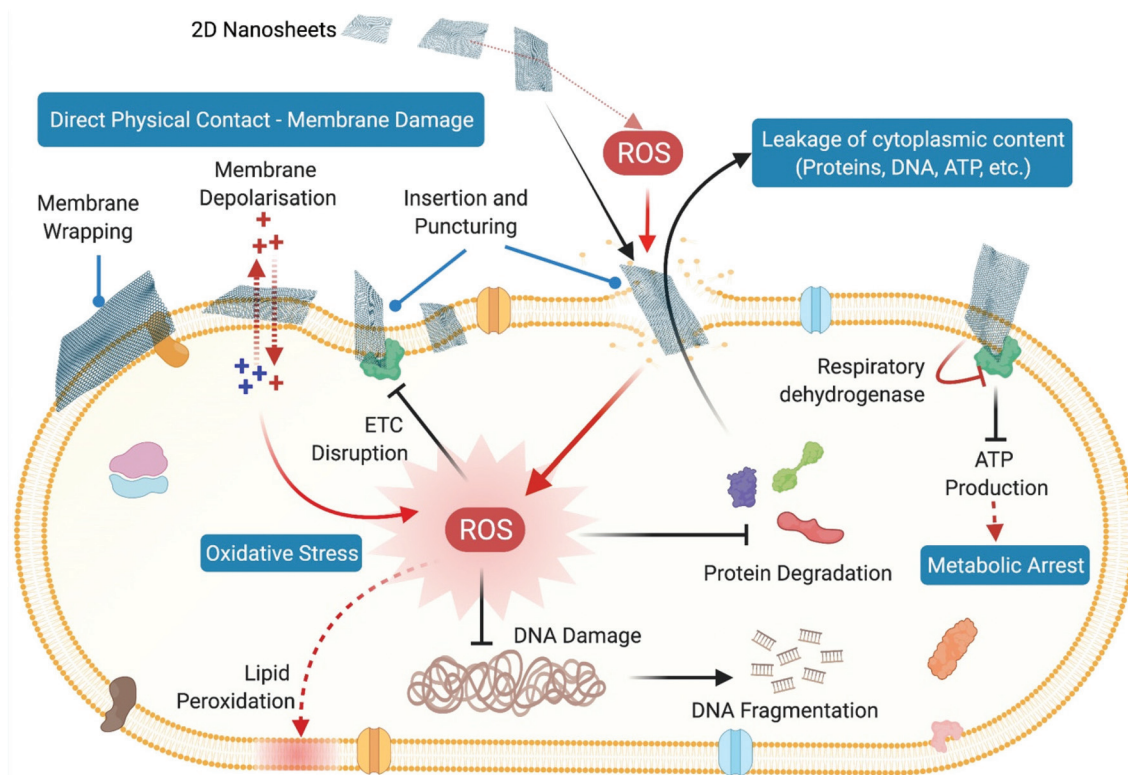 2D Nanosheets
Direct Physical Contact - Membrane Damage
ROS
Leakage of cytoplasmic content
(Proteins, DNA, ATP, etc.)
Membrane
Depolarisation
Membrane
Wrapping
Insertion and
Puncturing
Respiratory
dehydrogenase
ETC
Disruption
ATP
Production
ROS
Oxidative Stress
Protein Degradation
Metabolic Arrest
DNA Damage
Lipid
Peroxidation
DNA Fragmentation